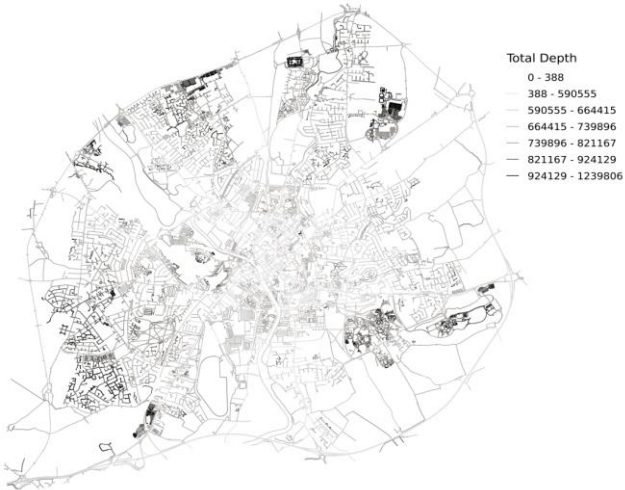 Total Depth
0 - 388
388 - 590555
590555 - 664415
664415 - 739896
739896 - 821167
821167 - 924129
924129 - 1239806